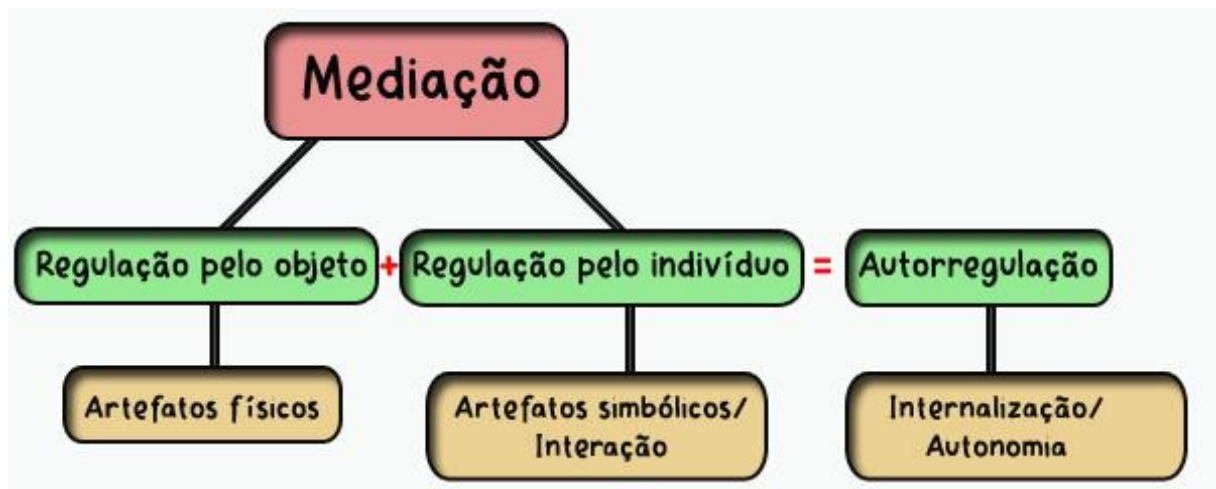 Mediação
Regulação pelo objeto + Regulação pelo indivíduo = Autorregulação
Artefatos físicos
Artefatos simbólicos/
Interação
Internalização/
Autonomia